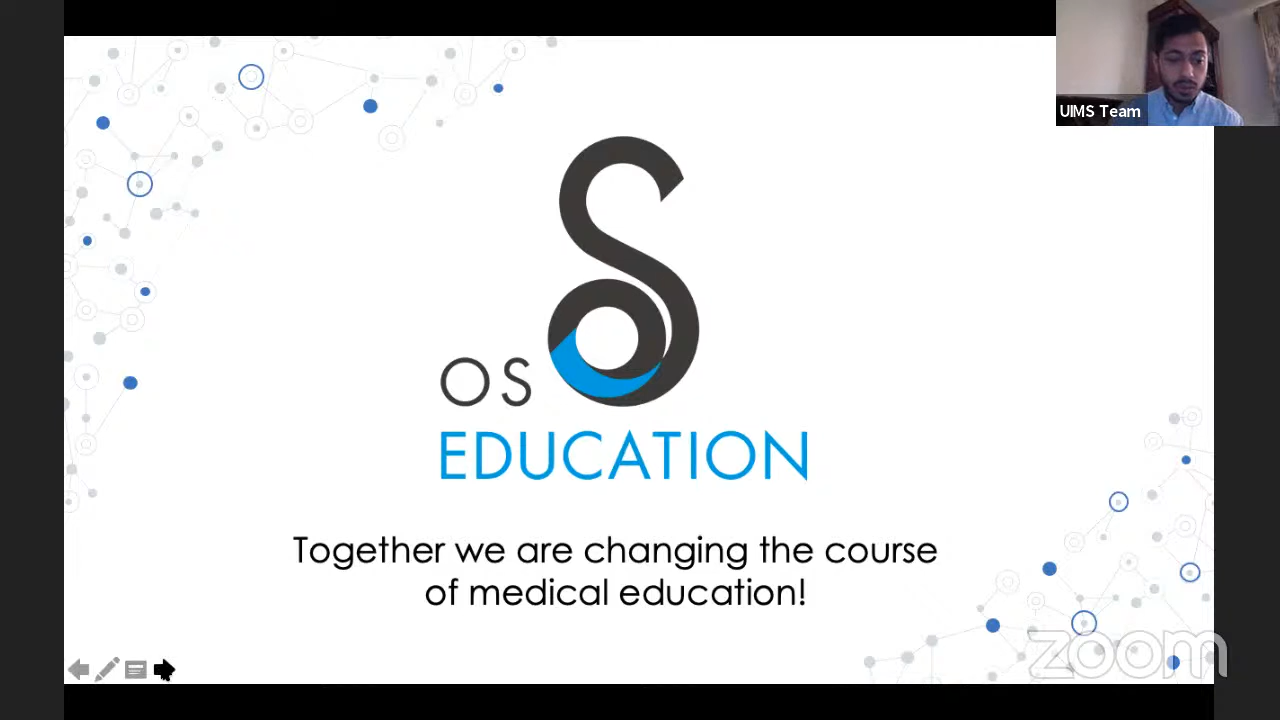 UIMS Team
OS
EDUCATION
Together we are changing the course
of medical education!
zoom